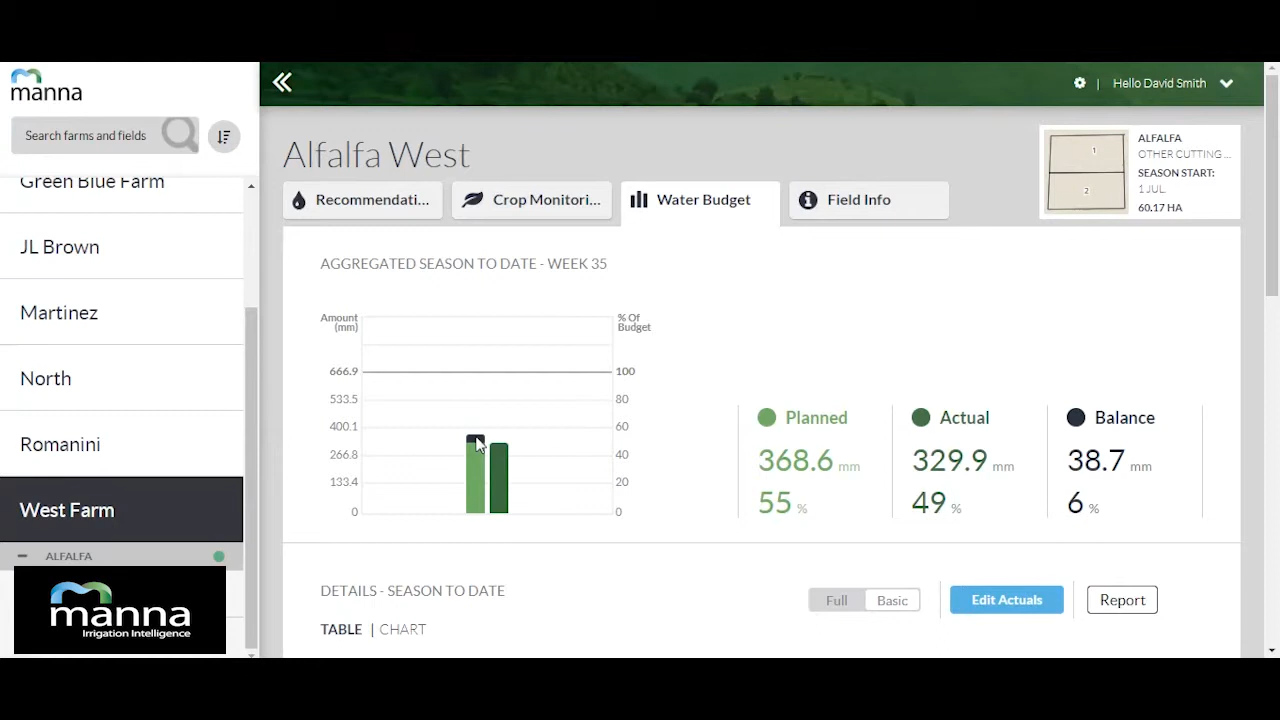 manna
Search farms and fields
Green Blue Farm
JL Brown
Martinez
North
Romanini
West Farm
ALFALFA
manna
Irrigation Intelligence
Hello David Smith
Alfalfa West
ALFALFA
OTHER CUTTING ...
SEASON START:
1 JUL.
60.17 HA
1
2
Recommendati...
Crop Monitori...
Water Budget
Field Info
AGGREGATED SEASON TO DATE - WEEK 35
Amount
(mm)
% Of
Budget
666.9 100
533.5 80
400.1 60
266.8 40
133.4 20
0 0
Planned
368.6 mm
55 %
Actual
329.9 mm
49 %
Balance
38.7 mm
6 %
DETAILS - SEASON TO DATE
Full Basic
Edit Actuals
Report
TABLE | CHART